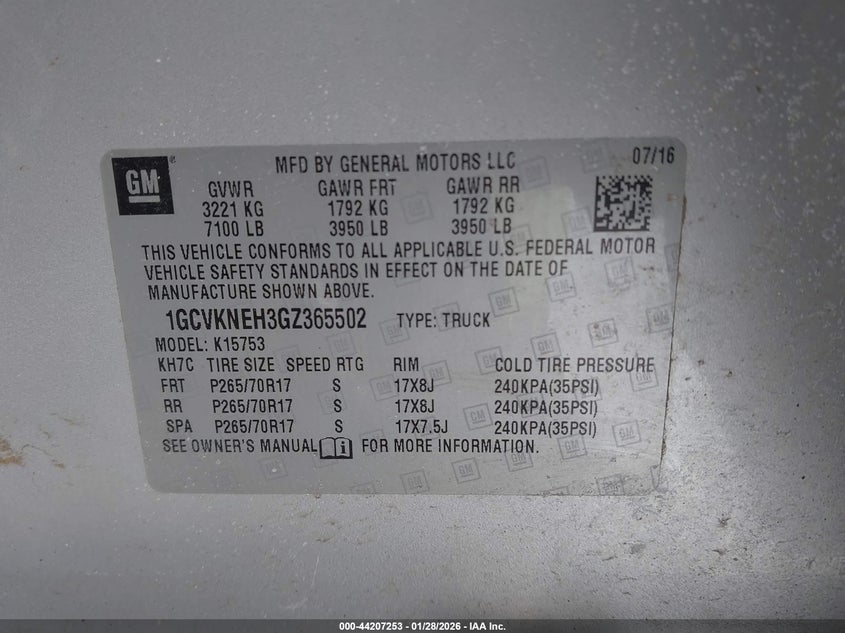 GM
MFD BY GENERAL MOTORS LLC 07/16
GVWR GAWR FRT GAWR RR
3221 KG 1792 KG 1792 KG
7100 LB 3950 LB 3950 LB
THIS VEHICLE CONFORMS TO ALL APPLICABLE U.S. FEDERAL MOTOR
VEHICLE SAFETY STANDARDS IN EFFECT ON THE DATE OF
MANUFACTURE SHOWN ABOVE.
1GCVKNEH3GZ365502 TYPE: TRUCK
MODEL: K15753
KH7C TIRE SIZE SPEED RTG RIM COLD TIRE PRESSURE
FRT P265/70R17 S 17X8J 240KPA(35PSI)
RR P265/70R17 S 17X8J 240KPA(35PSI)
SPA P265/70R17 S 17X7.5J 240KPA(35PSI)
SEE OWNER'S MANUAL i FOR MORE INFORMATION.
000-44207253 - 01/28/2026 - IAA Inc.